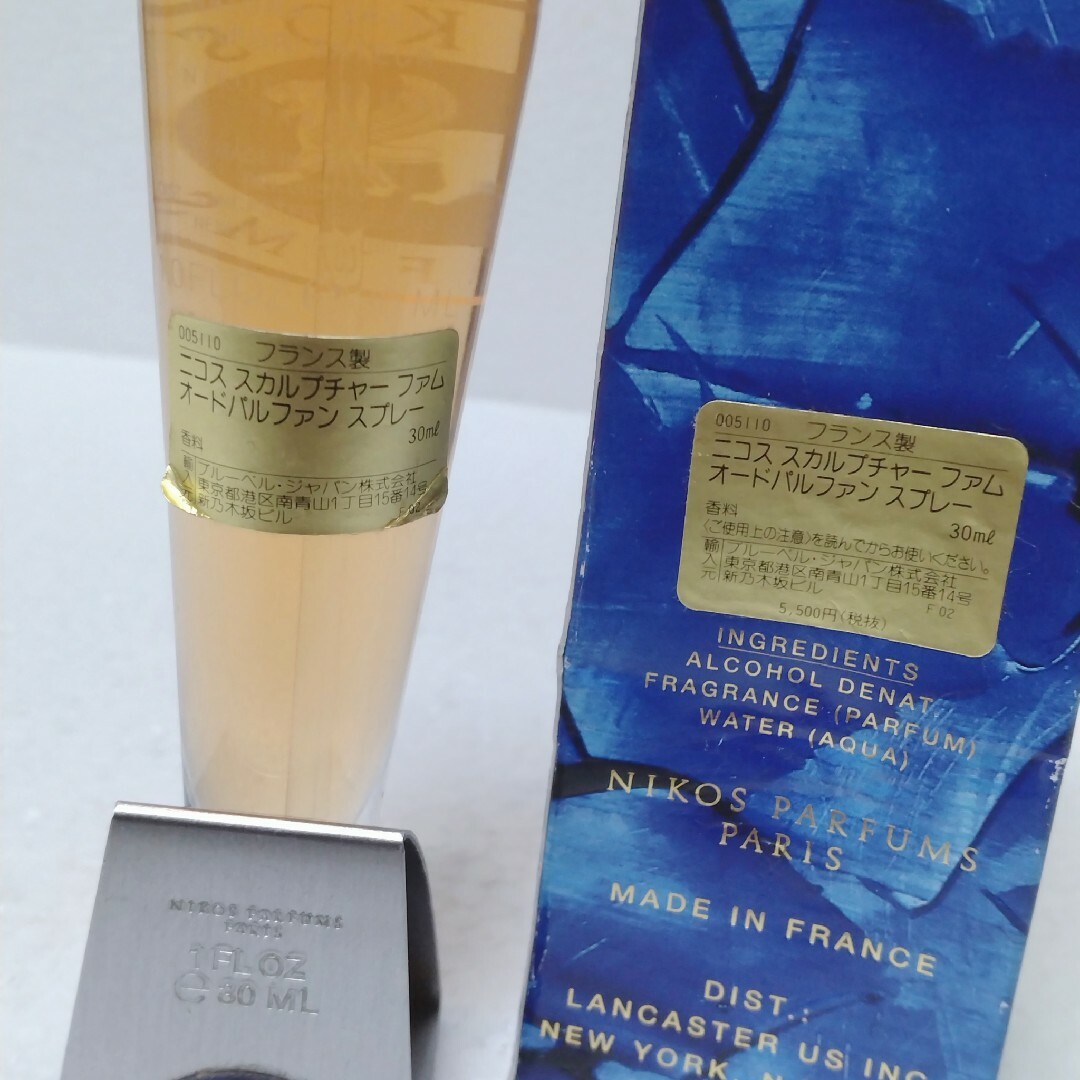 005110 フランス製
ニコス スカルプチャー ファム
オードパルファン スプレー
30ml
香料
輸入元
ブルーベル・ジャパン株式会社
東京都港区南青山1丁目15番14号
新乃木坂ビル F 02
NIKOS PARFUMS
PARIS
1 FL OZ
e 30 ML
005110 フランス製
ニコス スカルプチャー ファム
オードパルファン スプレー
30ml
香料
〈ご使用上の注意〉を読んでからお使いください。
輸入元
ブルーベル・ジャパン株式会社
東京都港区南青山1丁目15番14号
新乃木坂ビル F 02
5,500円(税抜)
INGREDIENTS
ALCOHOL DENAT.
FRAGRANCE (PARFUM)
WATER (AQUA)
NIKOS PARFUMS
PARIS
MADE IN FRANCE
DIST.:
LANCASTER US INC
NEW YORK, N